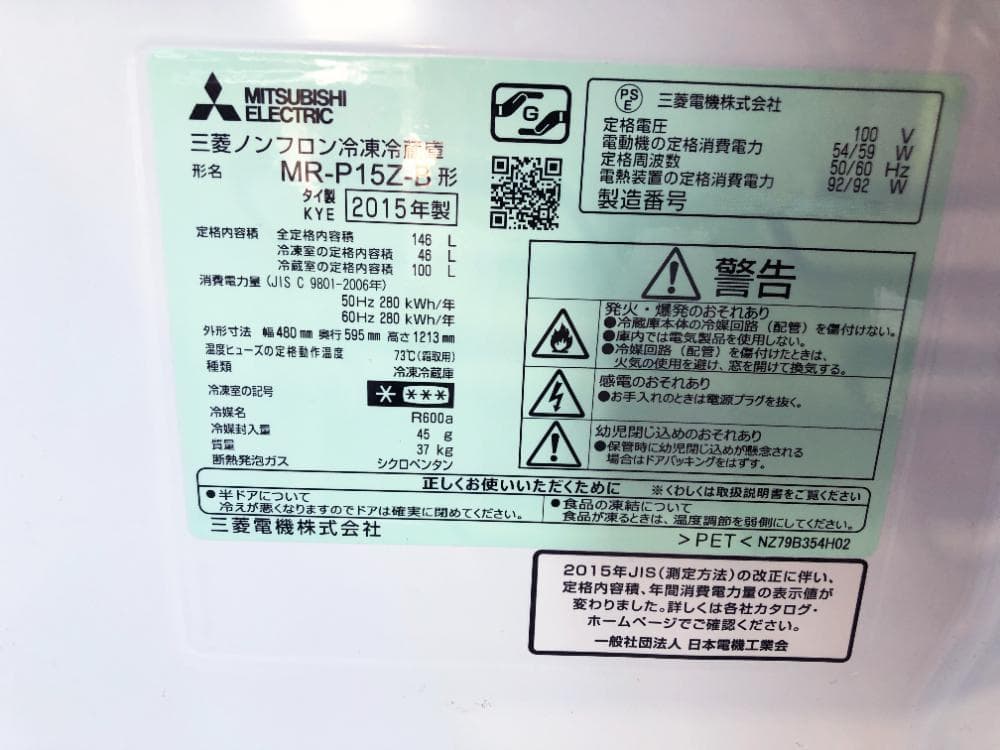 MITSUBISHI
ELECTRIC
三菱ノンフロン冷凍冷蔵庫
形名 MR-P15Z-B形
タイ製
KYE 2015年製
定格内容積 全定格内容積 146 L
冷凍室の定格内容積 46 L
冷蔵室の定格内容積 100 L
消費電力量(JIS C 9801-2006年)
50Hz 280 kWh/年
60Hz 280 kWh/年
外形寸法 幅480mm 奥行595mm 高さ1213mm
温度ヒューズの定格動作温度 73℃(霜取用)
種類 冷凍冷蔵庫
冷凍室の記号 * ***
冷媒名 R600a
冷媒封入量 45 g
質量 37 kg
断熱発泡ガス シクロペンタン
G
PS
E
三菱電機株式会社
定格電圧 100 V
電動機の定格消費電力 54/59 W
定格周波数 50/60 Hz
電熱装置の定格消費電力 92/92 W
製造番号
警告
発火・爆発のおそれあり
●冷蔵庫本体の冷媒回路(配管)を傷付けない。
●庫内では電気製品を使用しない。
●冷媒回路(配管)を傷付けたときは、
火気の使用を避け、窓を開けて換気する。
感電のおそれあり
●お手入れのときは電源プラグを抜く。
幼児閉じ込めのおそれあり
●保管時に幼児閉じ込めが懸念される
場合はドアパッキングをはずす。
正しくお使いいただくために ※くわしくは取扱説明書をご覧ください
●半ドアについて
冷えが悪くなりますのでドアは確実に閉めてください。
●食品の凍結について
食品が凍るときは、温度調節を弱側にしてください。
三菱電機株式会社
>PET< NZ79B354H02
2015年JIS(測定方法)の改正に伴い、
定格内容積、年間消費電力量の表示値が
変わりました。詳しくは各社カタログ・
ホームページでご確認ください。
一般社団法人 日本電機工業会